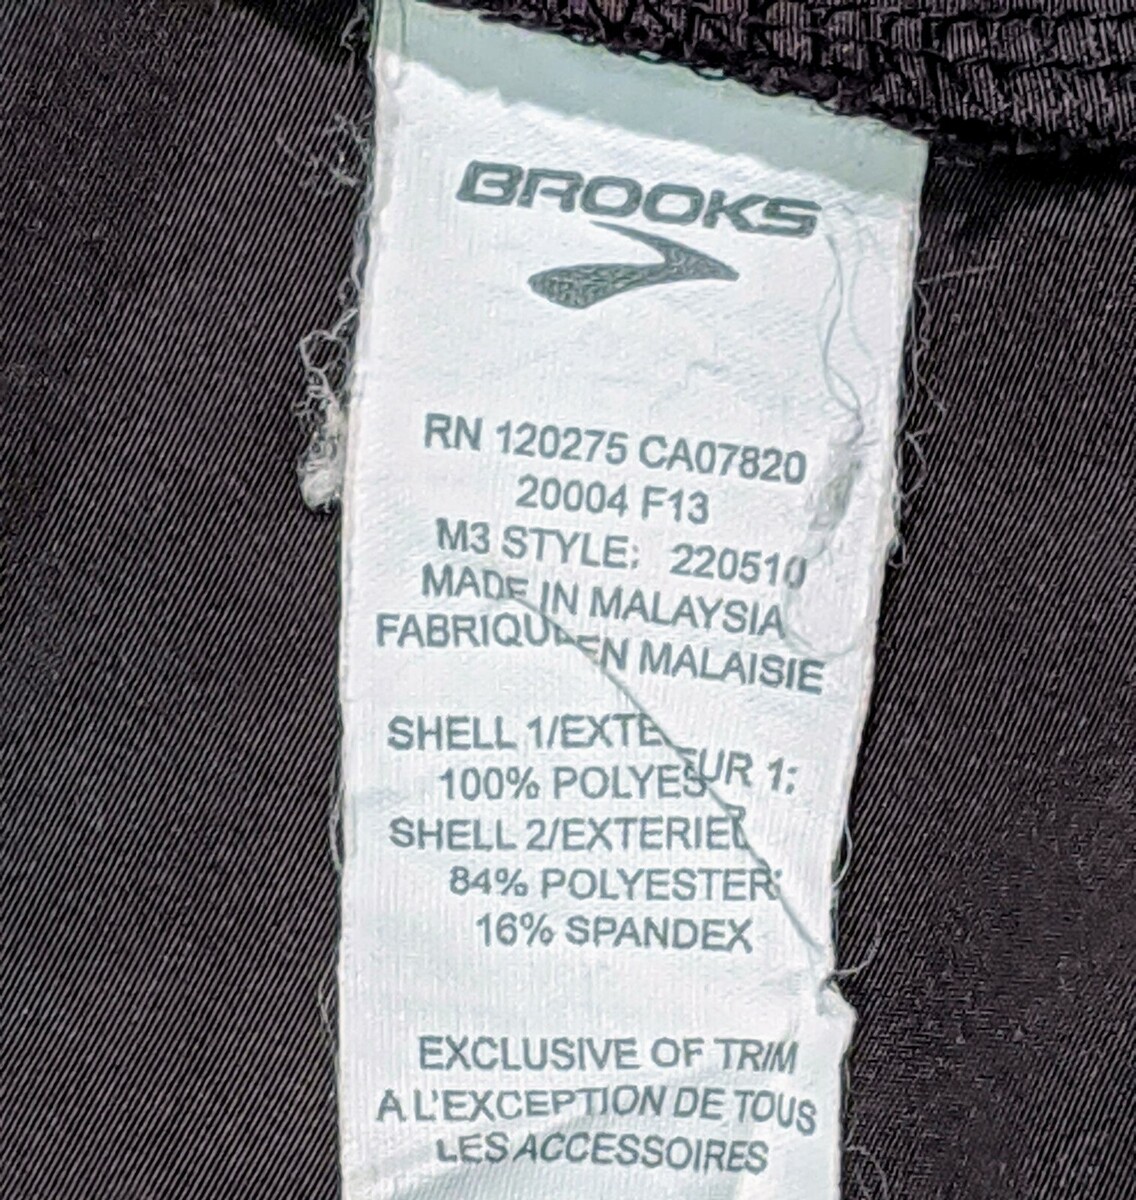 BROOKS
RN 120275 CA07820
20004 F13
M3 STYLE: 220510
MADE IN MALAYSIA
FABRIQUE EN MALAISIE
SHELL 1/EXTE UR 1:
100% POLYES
SHELL 2/EXTERIEU
84% POLYESTER
16% SPANDEX
EXCLUSIVE OF TRIM
A L'EXCEPTION DE TOUS
LES ACCESSOIRES